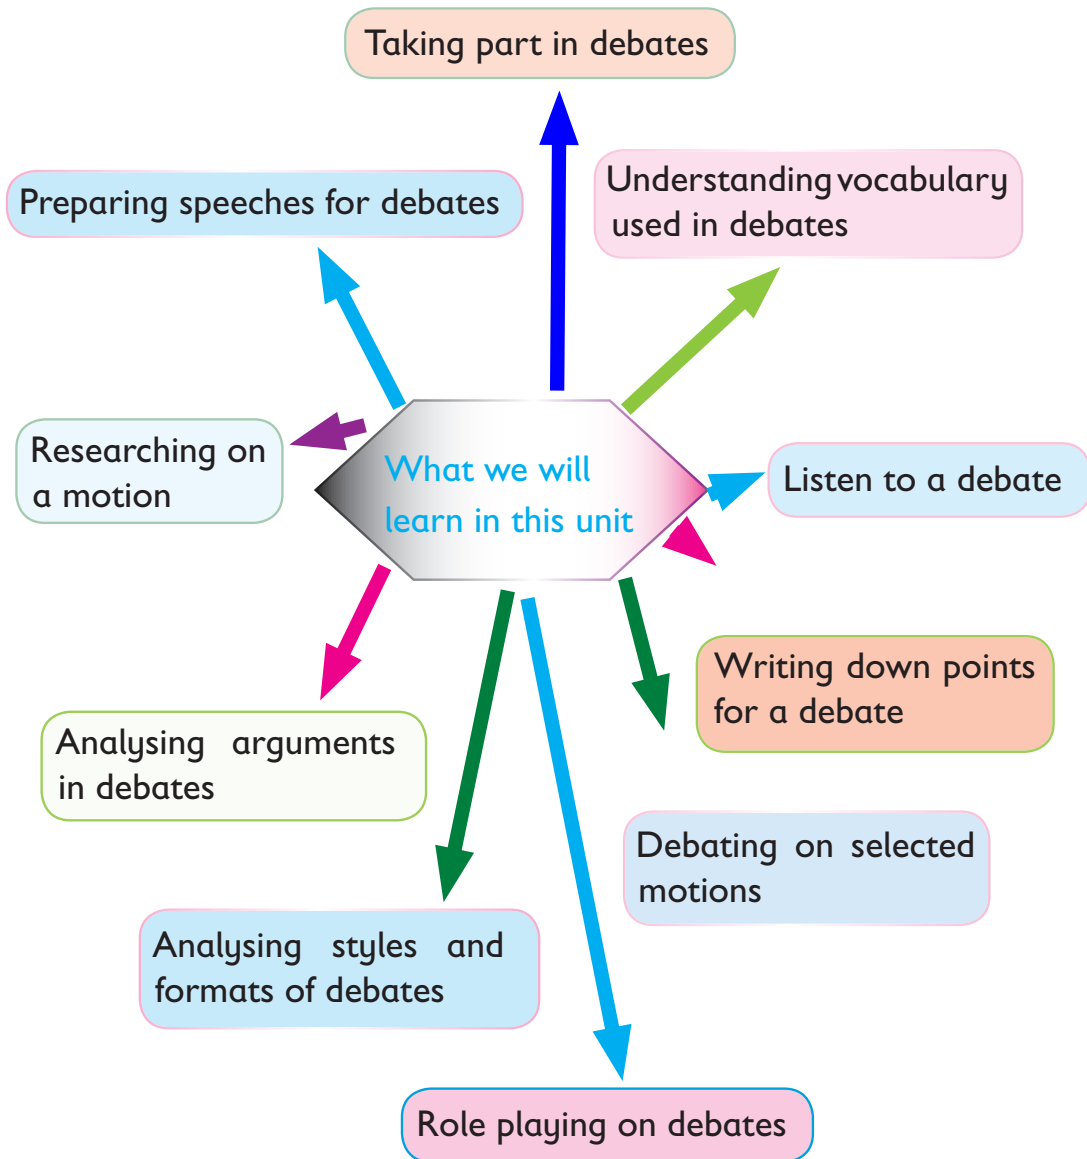 Taking part in debates
Preparing speeches for debates
Understanding vocabulary
used in debates
Researching on
a motion
What we will
learn in this unit
Listen to a debate
Writing down points
for a debate
Analysing arguments
in debates
Debating on selected
motions
Analysing styles and
formats of debates
Role playing on debates